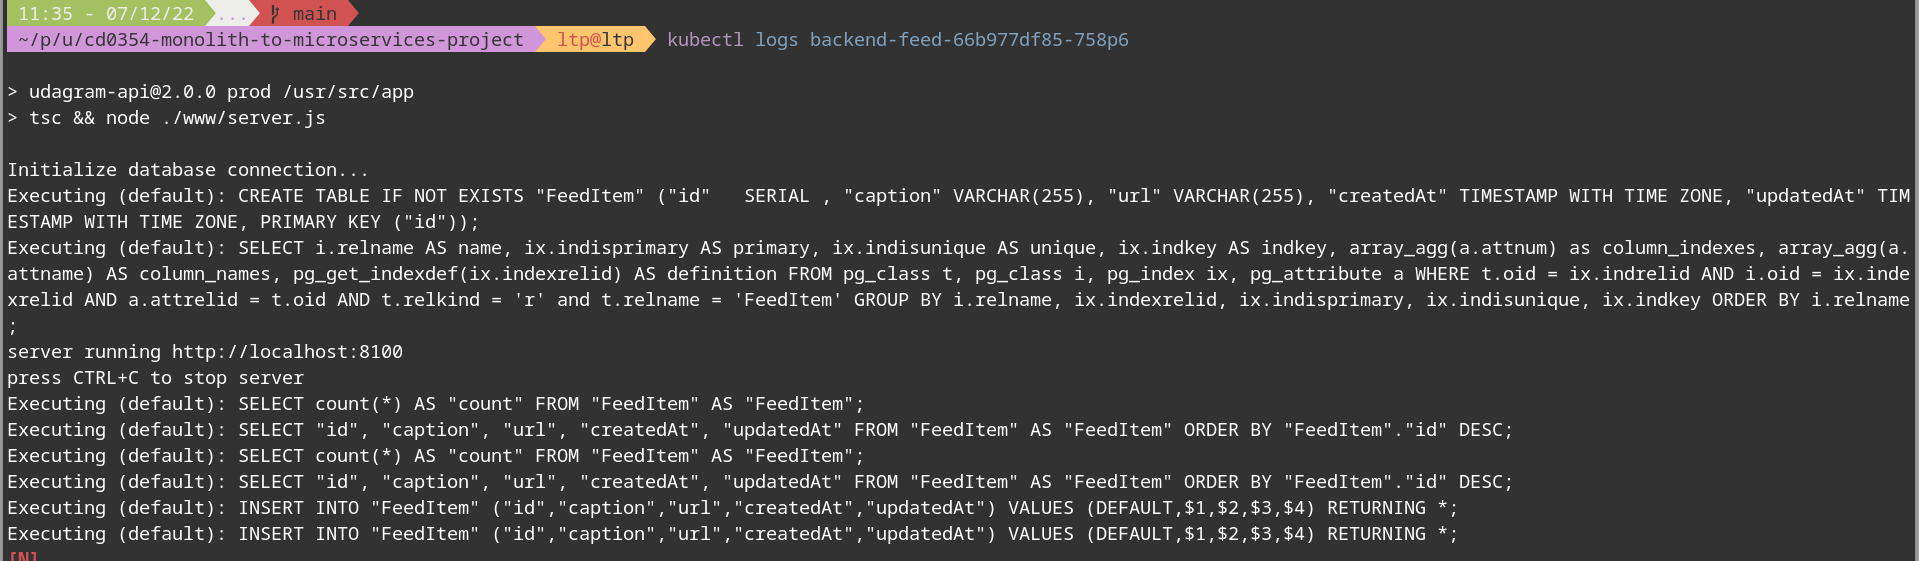 11:35 - 07/12/22 ... main
~/p/u/cd0354-monolith-to-microservices-project ltp@ltp kubectl logs backend-feed-66b977df85-758p6
> udagram-api@2.0.0 prod /usr/src/app
> tsc && node ./www/server.js
Initialize database connection...
Executing (default): CREATE TABLE IF NOT EXISTS "FeedItem" ("id"   SERIAL , "caption" VARCHAR(255), "url" VARCHAR(255), "createdAt" TIMESTAMP WITH TIME ZONE, "updatedAt" TIM
ESTAMP WITH TIME ZONE, PRIMARY KEY ("id"));
Executing (default): SELECT i.relname AS name, ix.indisprimary AS primary, ix.indisunique AS unique, ix.indkey AS indkey, array_agg(a.attnum) as column_indexes, array_agg(a.
attname) AS column_names, pg_get_indexdef(ix.indexrelid) AS definition FROM pg_class t, pg_class i, pg_index ix, pg_attribute a WHERE t.oid = ix.indrelid AND i.oid = ix.inde
xrelid AND a.attrelid = t.oid AND t.relkind = 'r' and t.relname = 'FeedItem' GROUP BY i.relname, ix.indexrelid, ix.indisprimary, ix.indisunique, ix.indkey ORDER BY i.relname
;
server running http://localhost:8100
press CTRL+C to stop server
Executing (default): SELECT count(*) AS "count" FROM "FeedItem" AS "FeedItem";
Executing (default): SELECT "id", "caption", "url", "createdAt", "updatedAt" FROM "FeedItem" AS "FeedItem" ORDER BY "FeedItem"."id" DESC;
Executing (default): SELECT count(*) AS "count" FROM "FeedItem" AS "FeedItem";
Executing (default): SELECT "id", "caption", "url", "createdAt", "updatedAt" FROM "FeedItem" AS "FeedItem" ORDER BY "FeedItem"."id" DESC;
Executing (default): INSERT INTO "FeedItem" ("id","caption","url","createdAt","updatedAt") VALUES (DEFAULT,$1,$2,$3,$4) RETURNING *;
Executing (default): INSERT INTO "FeedItem" ("id","caption","url","createdAt","updatedAt") VALUES (DEFAULT,$1,$2,$3,$4) RETURNING *;
[N]